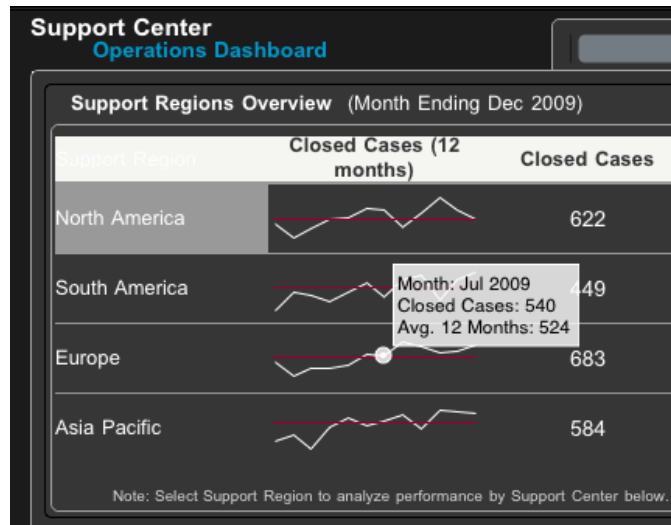 Support Center
Operations Dashboard
Support Regions Overview (Month Ending Dec 2009)
Support Region
Closed Cases (12 months)
Closed Cases
North America
622
South America
449
Month: Jul 2009
Closed Cases: 540
Avg. 12 Months: 524
Europe
683
Asia Pacific
584
Note: Select Support Region to analyze performance by Support Center below.